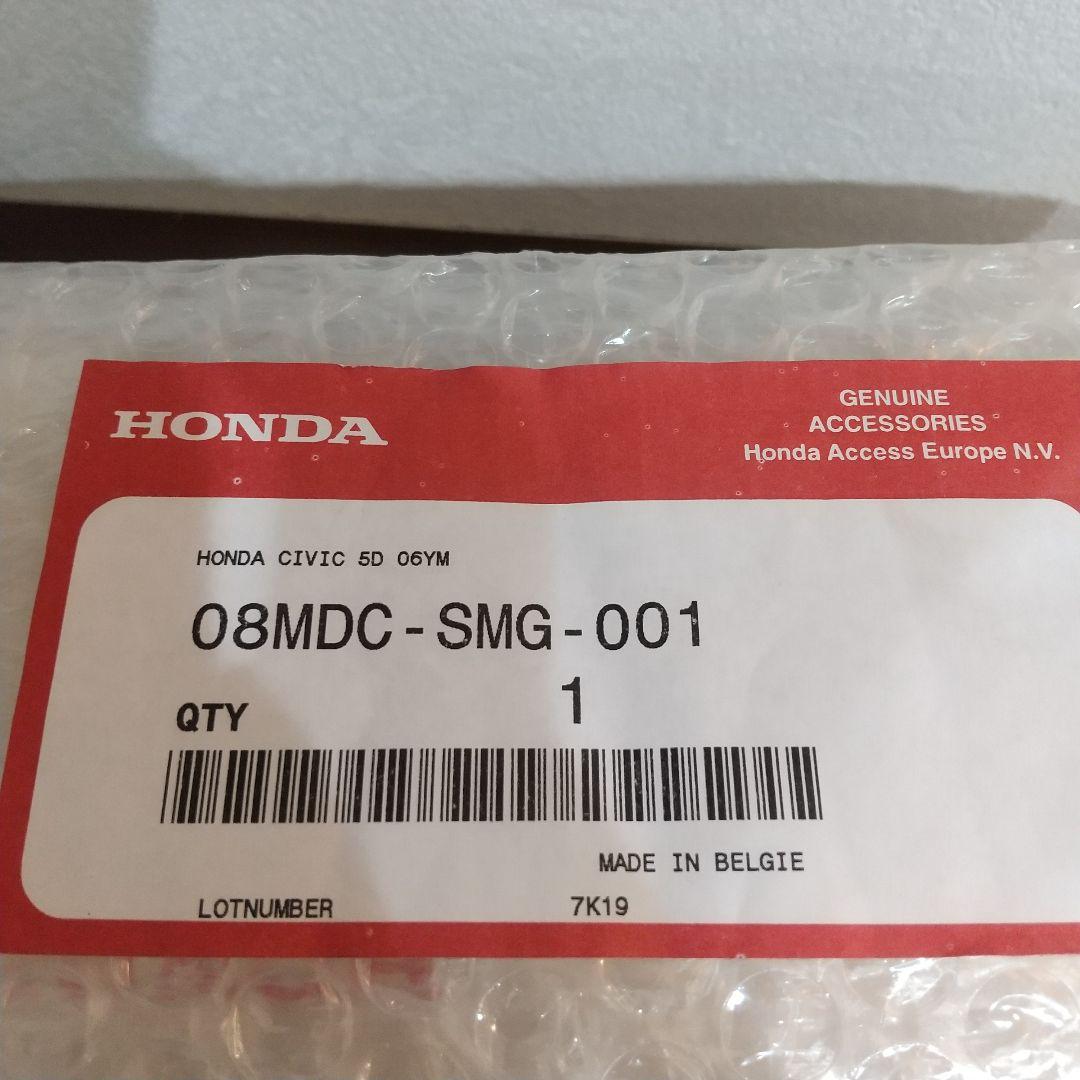 HONDA
GENUINE
ACCESSORIES
Honda Access Europe N.V.
HONDA CIVIC 5D 06YM
08MDC-SMG-001
QTY 1
MADE IN BELGIE
LOTNUMBER 7K19